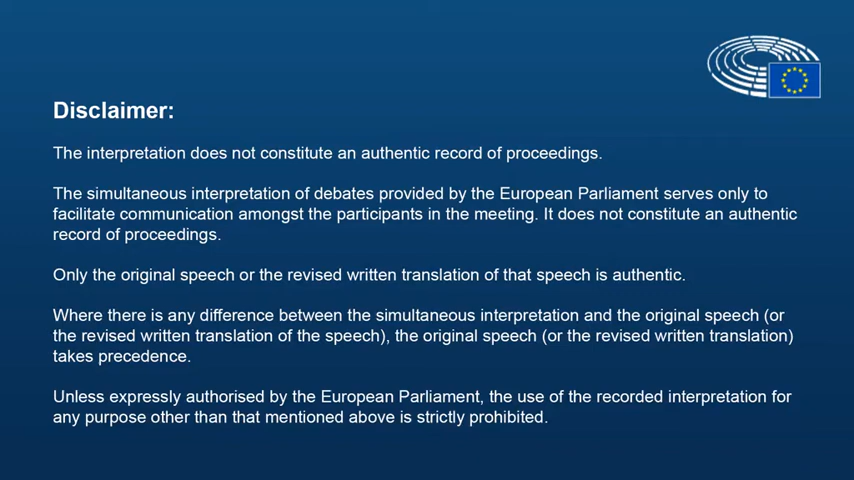 Disclaimer:
The interpretation does not constitute an authentic record of proceedings.
The simultaneous interpretation of debates provided by the European Parliament serves only to
facilitate communication amongst the participants in the meeting. It does not constitute an authentic
record of proceedings.
Only the original speech or the revised written translation of that speech is authentic.
Where there is any difference between the simultaneous interpretation and the original speech (or
the revised written translation of the speech), the original speech (or the revised written translation)
takes precedence.
Unless expressly authorised by the European Parliament, the use of the recorded interpretation for
any purpose other than that mentioned above is strictly prohibited.